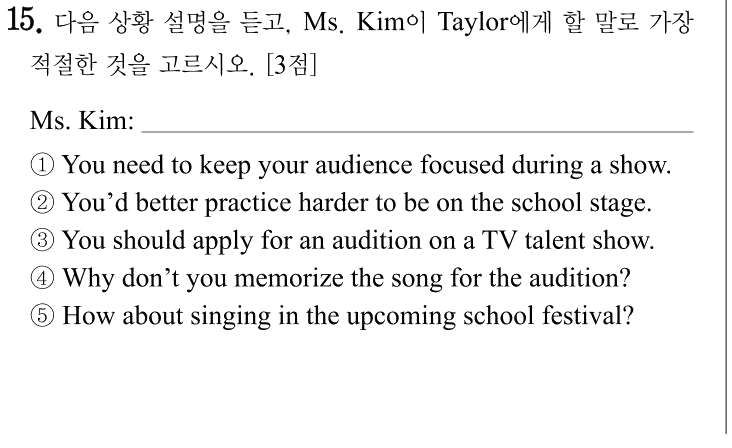 15. 다음 상황 설명을 듣고, Ms. Kim이 Taylor에게 할 말로 가장
적절한 것을 고르시오. [3점]
Ms. Kim:
① You need to keep your audience focused during a show.
② You’d better practice harder to be on the school stage.
③ You should apply for an audition on a TV talent show.
④ Why don’t you memorize the song for the audition?
⑤ How about singing in the upcoming school festival?